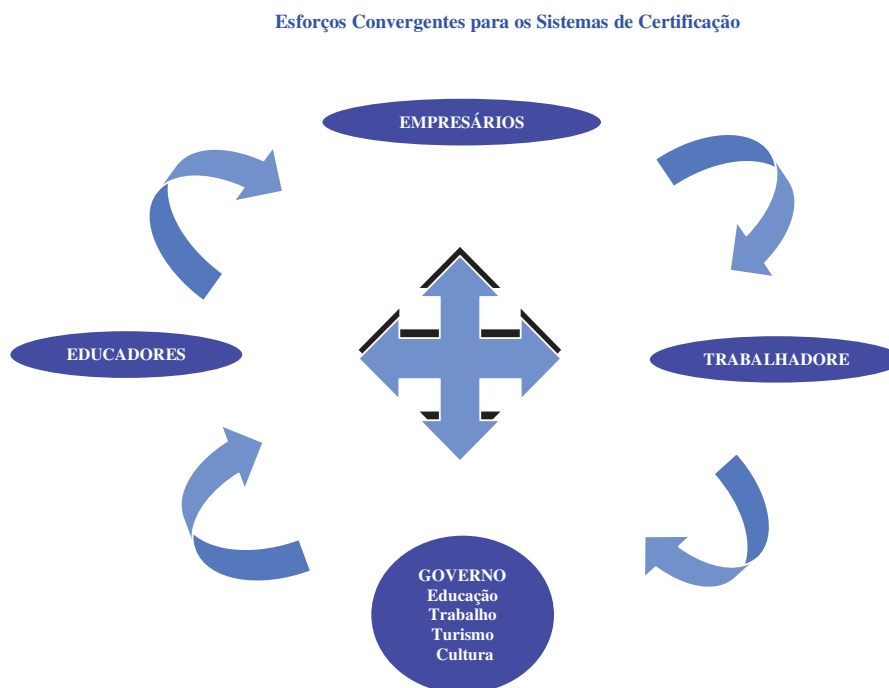 Esforços Convergentes para os Sistemas de Certificação
EMPRESÁRIOS
EDUCADORES
TRABALHADORE
GOVERNO
Educação
Trabalho
Turismo
Cultura